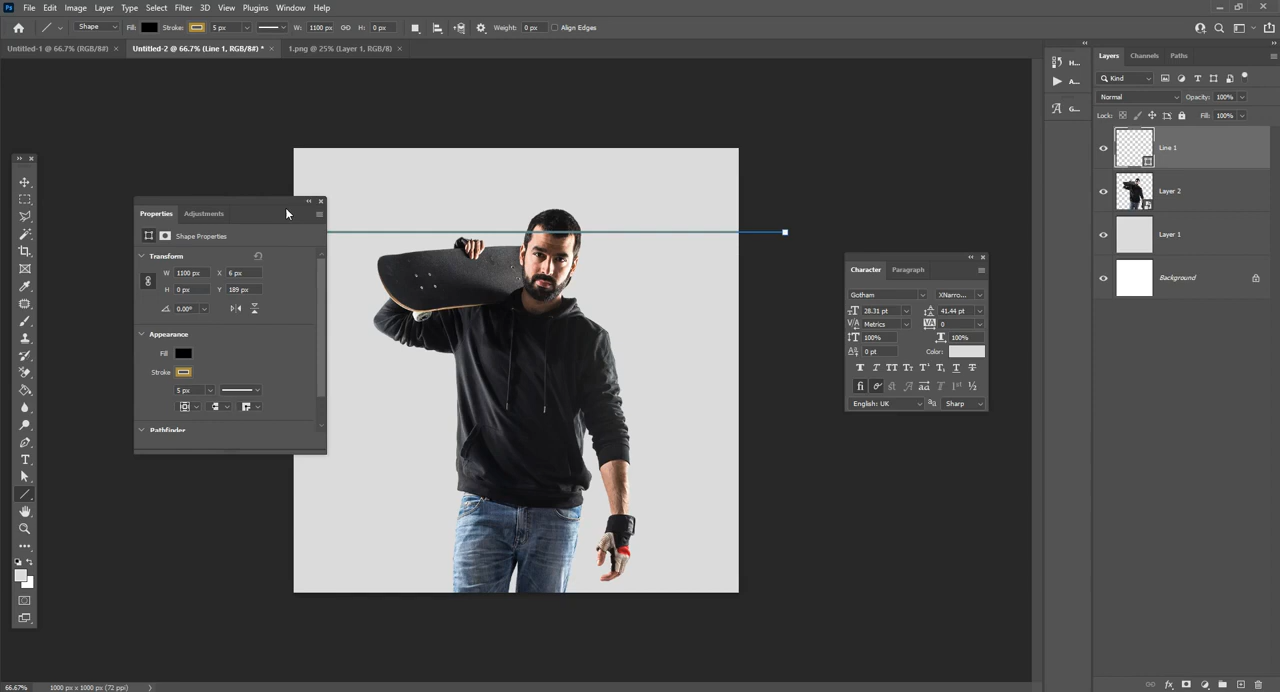 Ps File Edit Image Layer Type Select Filter 3D View Plugins Window Help
Shape Fill: Stroke: 5 px W: 1100 px H: 0 px Weight: 0 px Align Edges
Untitled-1 @ 66.7% (RGB/8#) × Untitled-2 @ 66.7% (Line 1, RGB/8#) * × 1.png @ 25% (Layer 1, RGB/8) ×
Properties Adjustments
Shape Properties
Transform
W 1100 px X 6 px
H 0 px Y 189 px
0.00°
Appearance
Fill
Stroke
5 px
Pathfinder
Character Paragraph
Gotham XNarro...
28.31 pt 41.44 pt
Metrics 0
100% 100%
0 pt Color:
English: UK Sharp
H...
A...
G...
Layers Channels Paths
Kind
Normal Opacity: 100%
Lock: Fill: 100%
Line 1
Layer 2
Layer 1
Background
66.67% 1000 px x 1000 px (72 ppi)